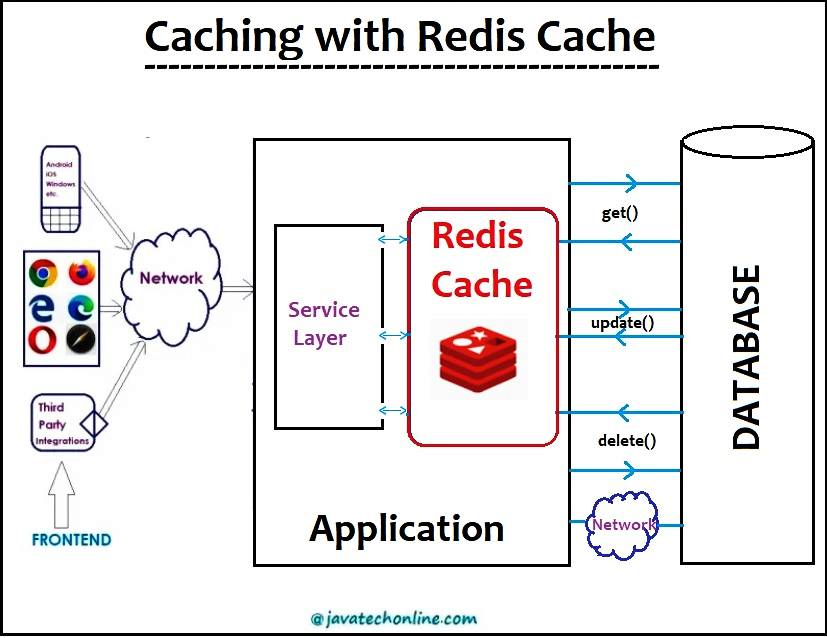 Caching with Redis Cache
Android
iOS
Windows
etc.
Network
Third
Party
Integrations
FRONTEND
Service
Layer
Redis
Cache
Application
get()
update()
delete()
Network
DATABASE
@javatechonline.com